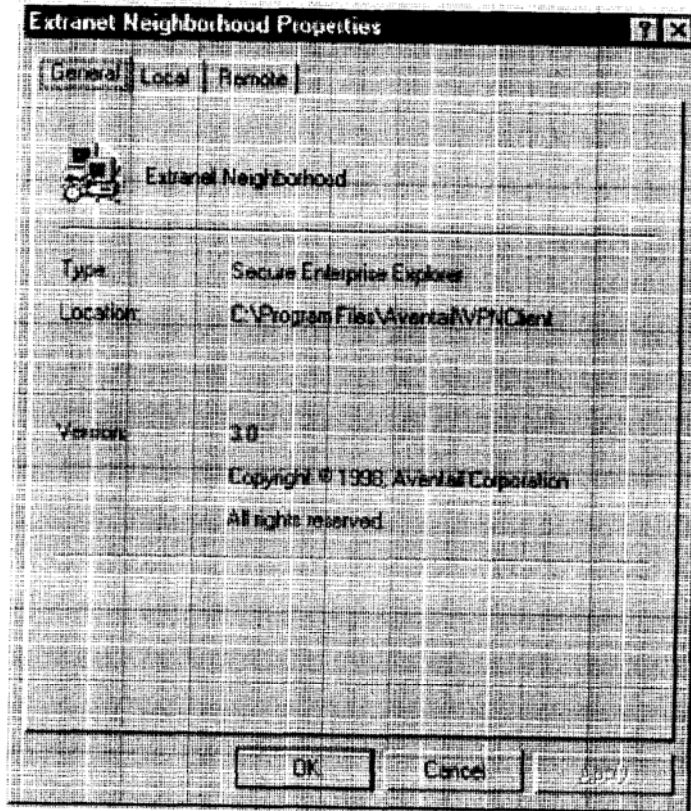 Extranet Neighborhood Properties
General Local Remote
Extranet Neighborhood
Type: Secure Enterprise Explorer
Location: C:\Program Files\Aventail\VPNClient
Version: 3.0
Copyright © 1998, Aventail Corporation
All rights reserved.
OK Cancel Apply